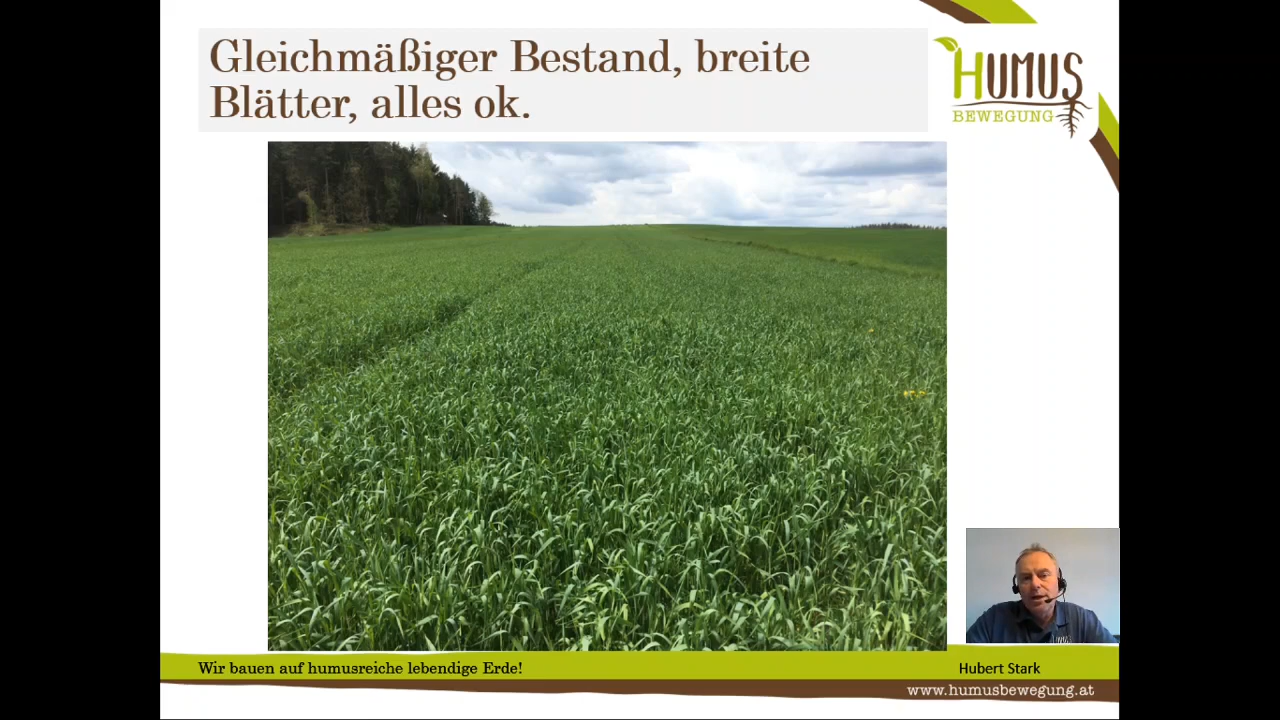 Gleichmäßiger Bestand, breite
Blätter, alles ok.
HUMUS
BEWEGUNG
Wir bauen auf humusreiche lebendige Erde!
Hubert Stark
www.humusbewegung.at